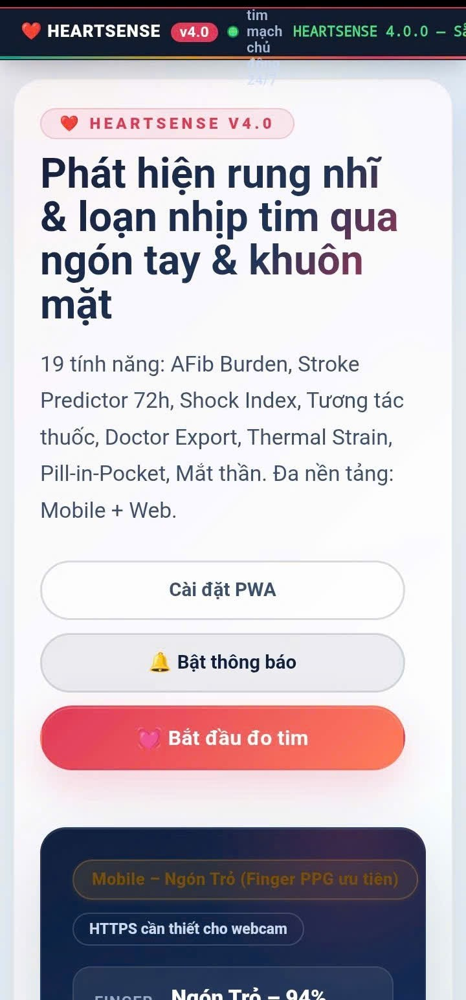 ❤️ HEARTSENSE v4.0
tim
mạch
chủ
động
24/7
HEARTSENSE 4.0.0 –
❤️ HEARTSENSE V4.0
Phát hiện rung nhĩ
& loạn nhịp tim qua
ngón tay & khuôn
mặt
19 tính năng: AFib Burden, Stroke
Predictor 72h, Shock Index, Tương tác
thuốc, Doctor Export, Thermal Strain,
Pill-in-Pocket, Mắt thần. Đa nền tảng:
Mobile + Web.
Cài đặt PWA
🔔 Bật thông báo
💓 Bắt đầu đo tim
Mobile – Ngón Trỏ (Finger PPG ưu tiên)
HTTPS cần thiết cho webcam
FINGER Ngón Trỏ – 94%